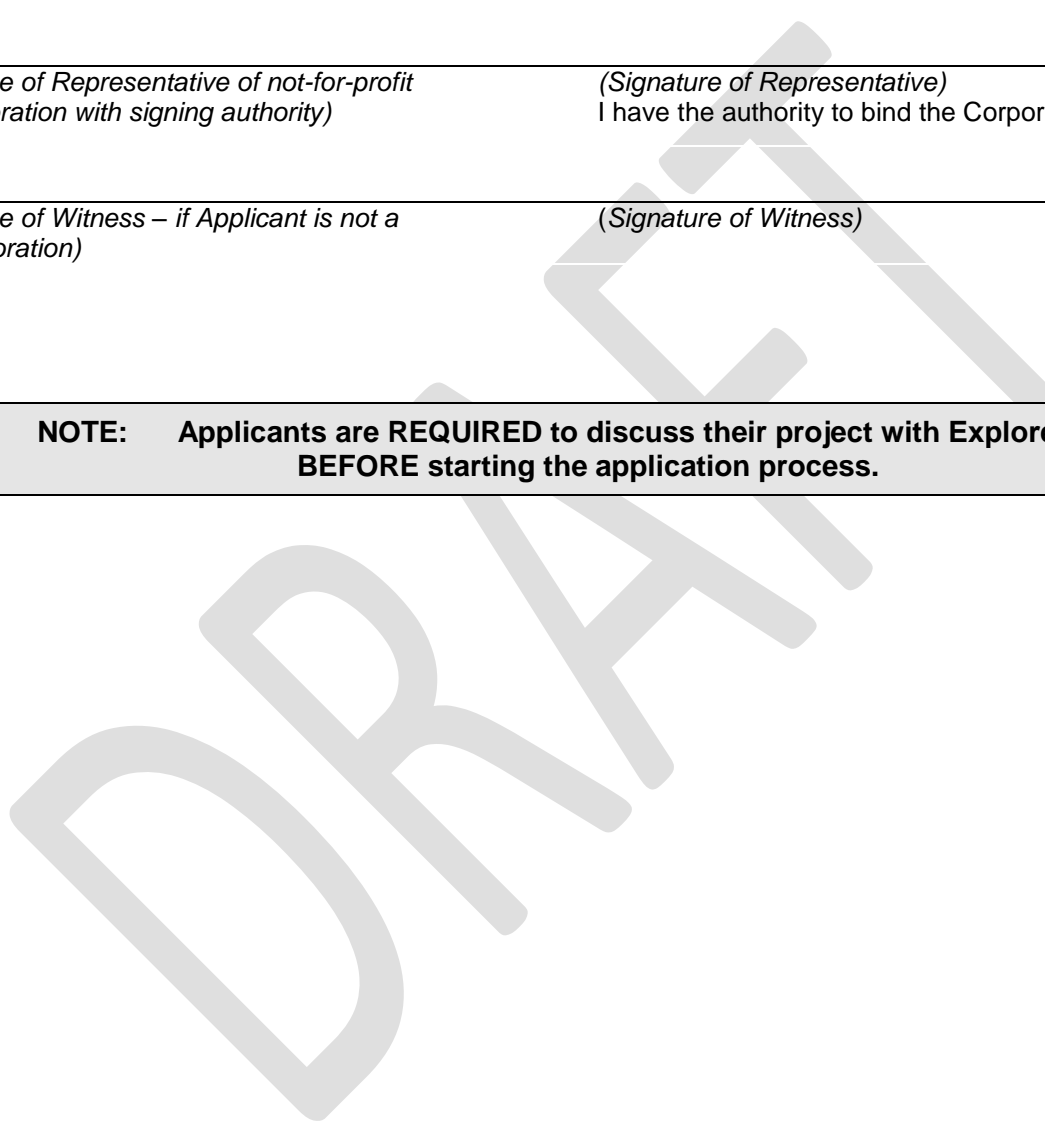 e of Representative of not-for-profit
(Signature of Representative)
ration with signing authority)
I have the authority to bind the Corpor
e of Witness – if Applicant is not a
(Signature of Witness)
oration)
NOTE: Applicants are REQUIRED to discuss their project with Explore
BEFORE starting the application process.
DRAFT